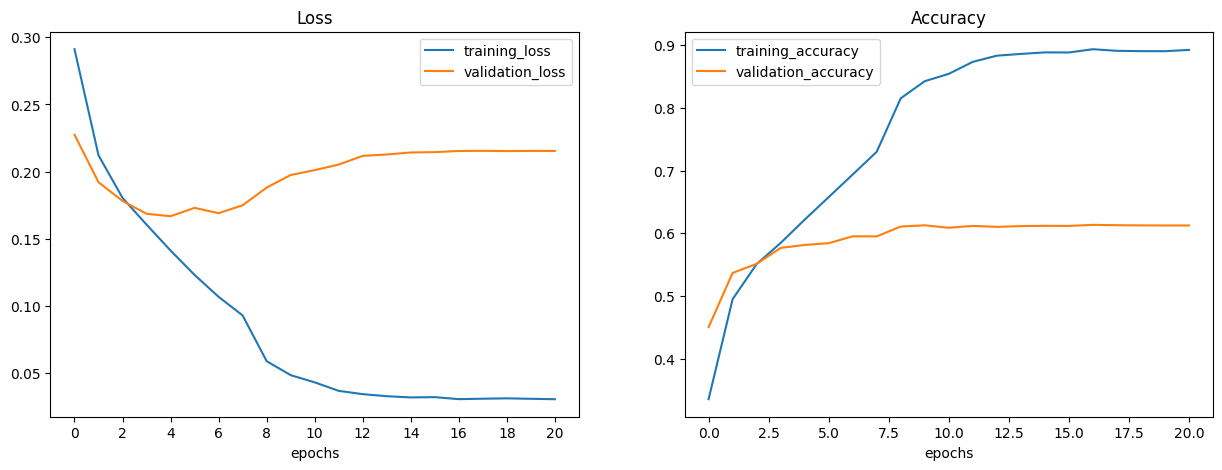 Loss
training_loss
validation_loss
0.30
0.25
0.20
0.15
0.10
0.05
0 2 4 6 8 10 12 14 16 18 20
epochs
Accuracy
training_accuracy
validation_accuracy
0.9
0.8
0.7
0.6
0.5
0.4
0.0 2.5 5.0 7.5 10.0 12.5 15.0 17.5 20.0
epochs